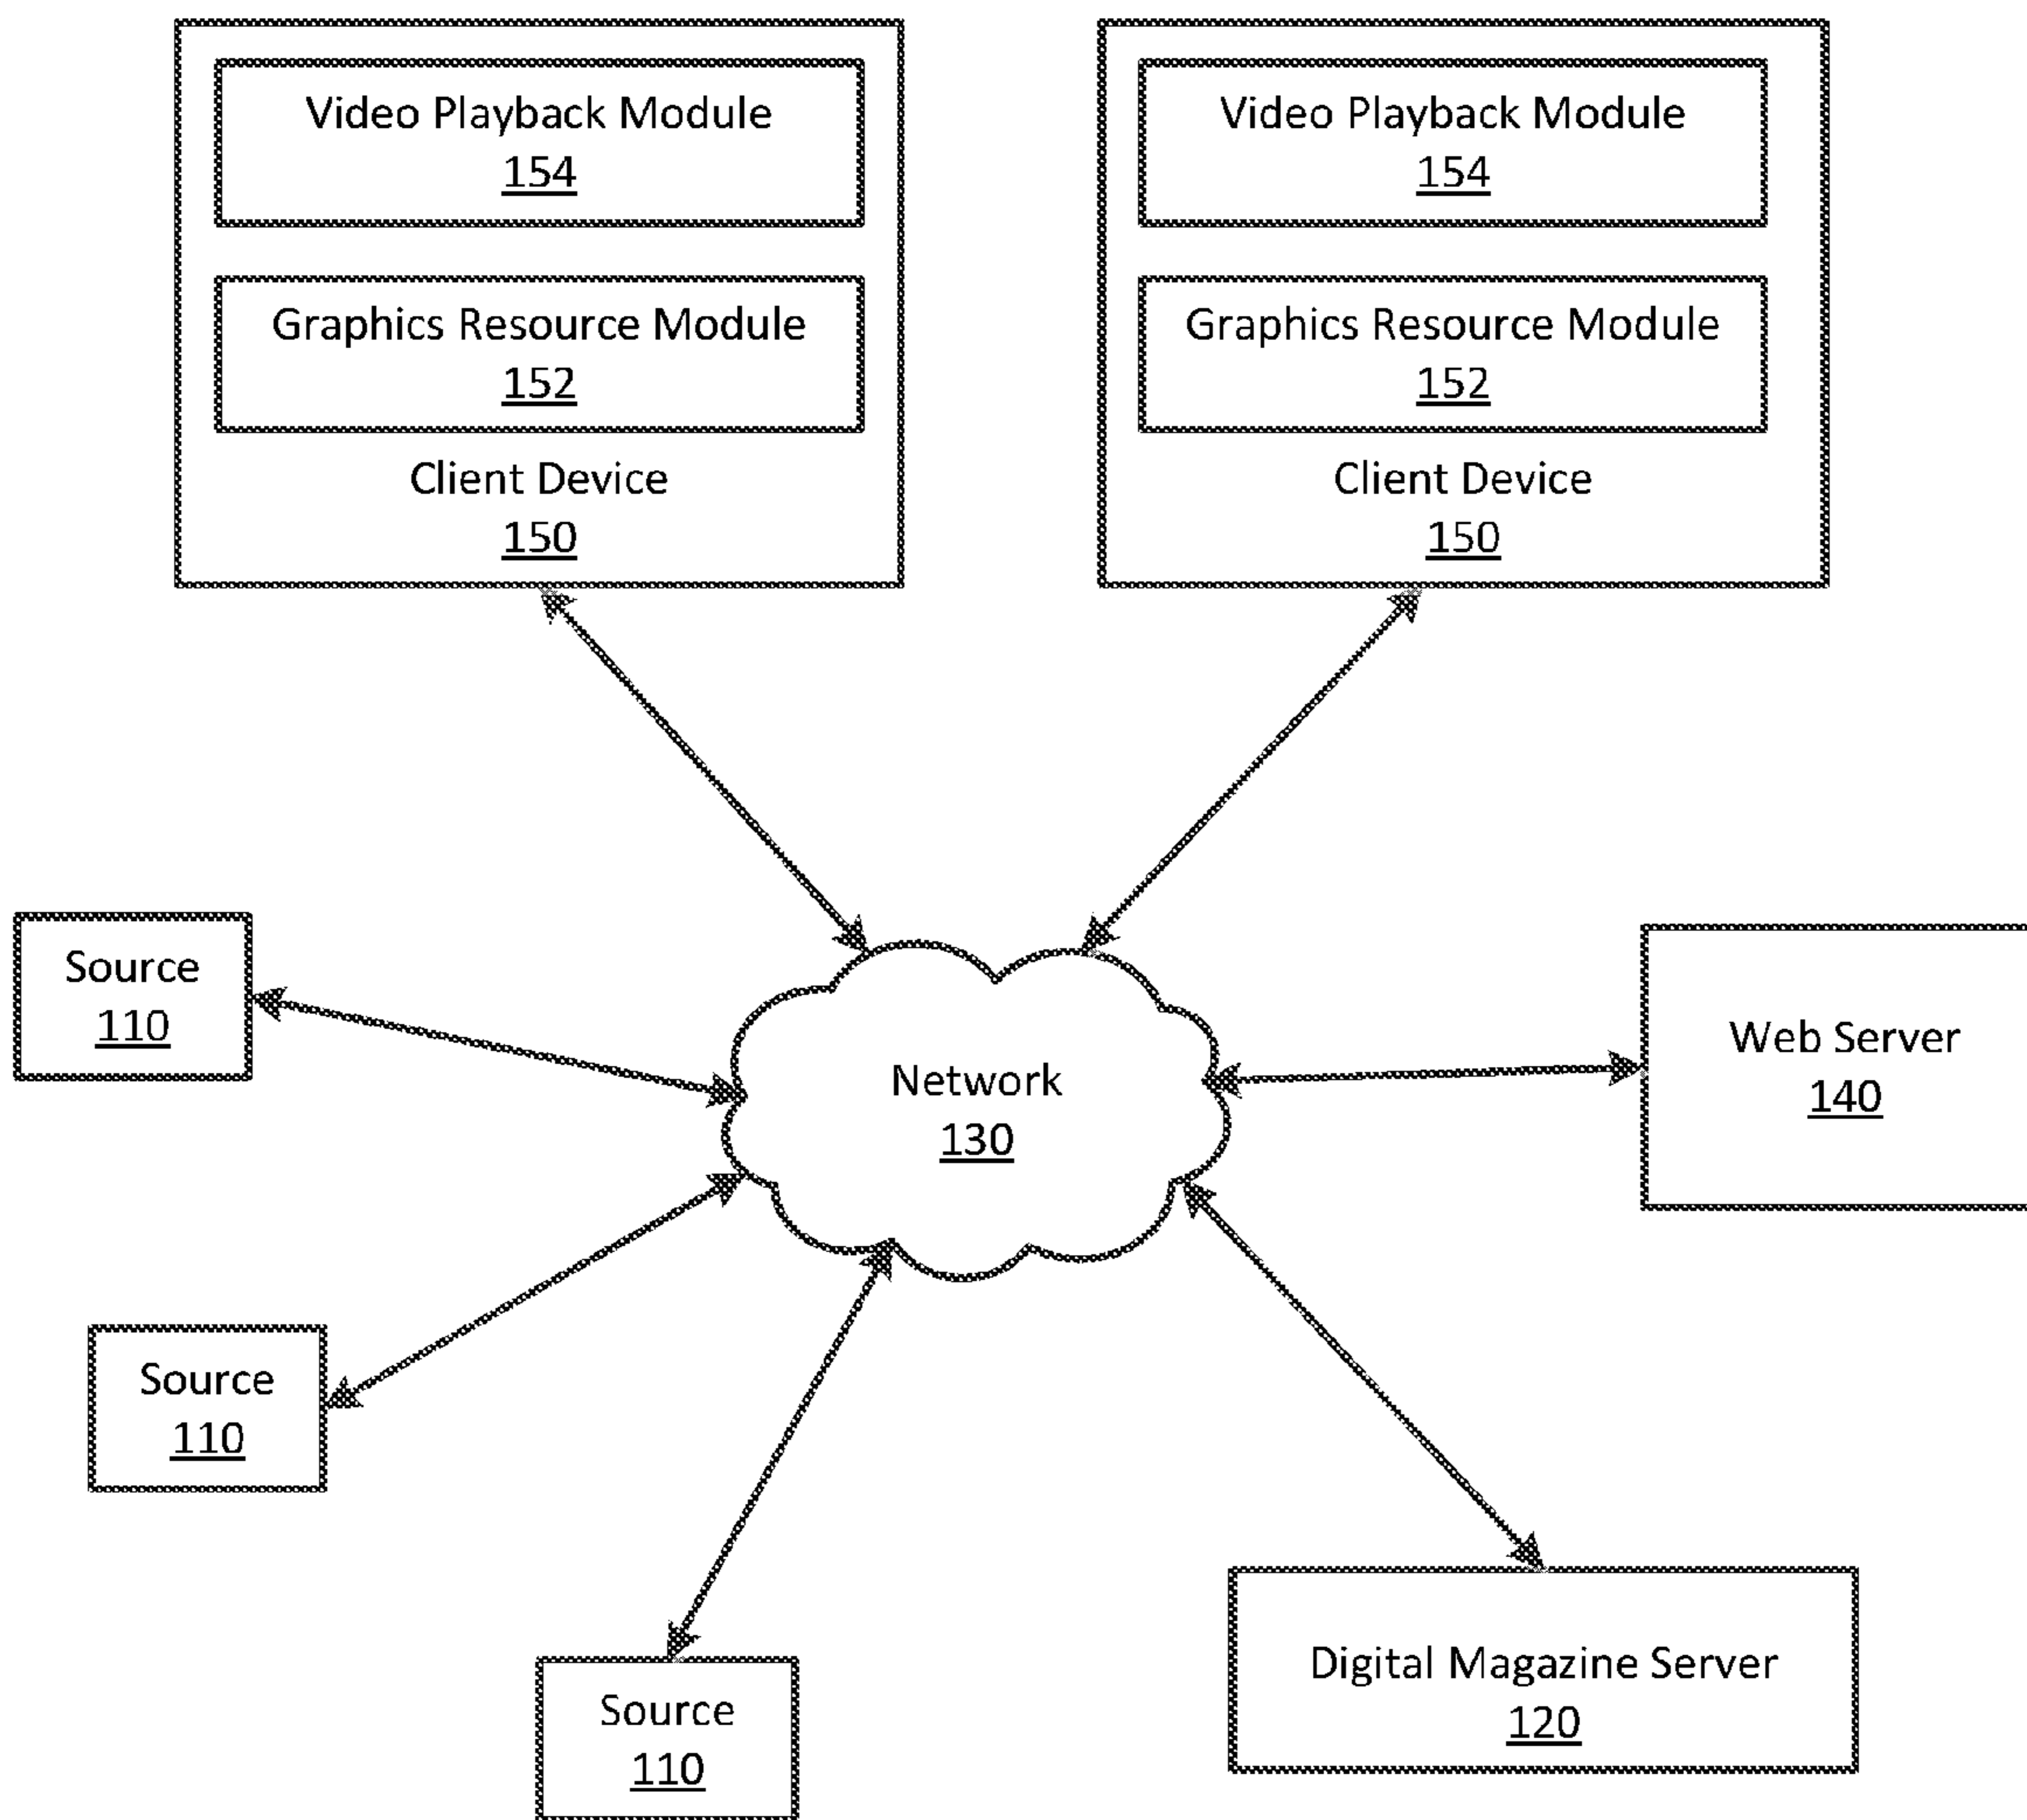 Video Playback Module
154
Graphics Resource Module
152
Client Device
150
Video Playback Module
154
Graphics Resource Module
152
Client Device
150
Source
110
Network
130
Web Server
140
Source
110
Source
110
Digital Magazine Server
120